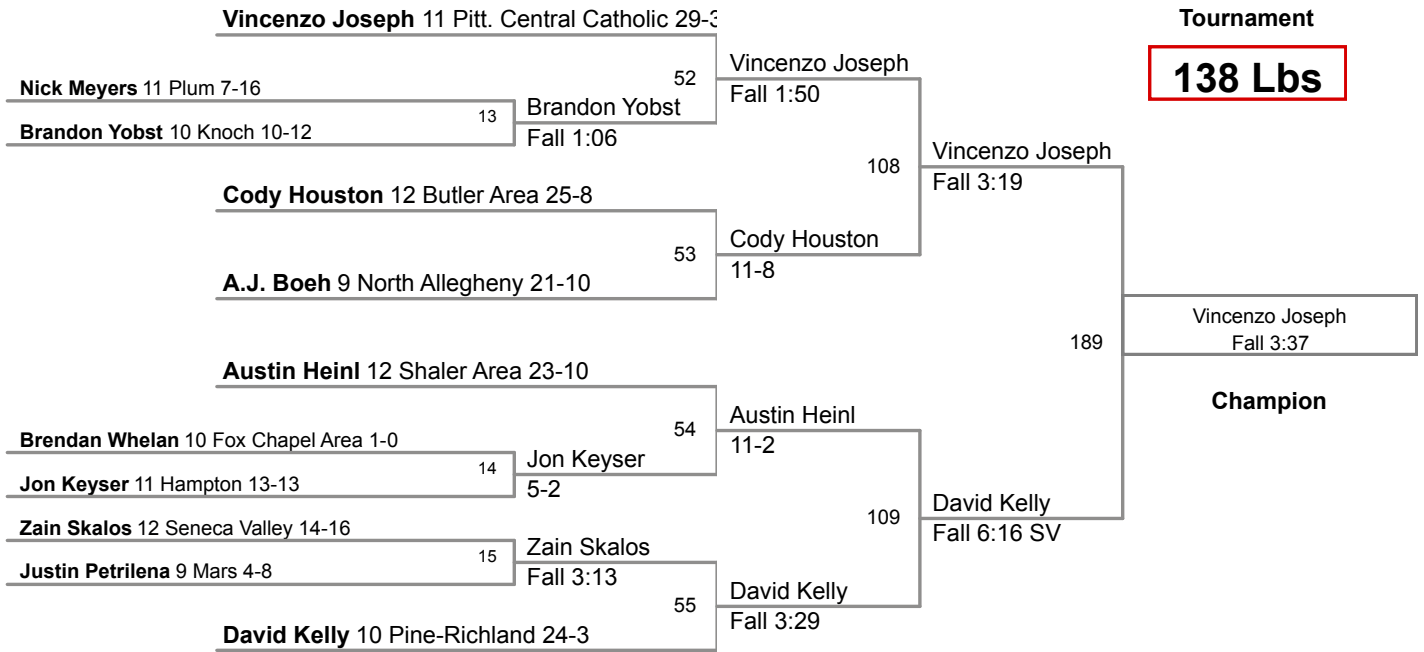 Vincenzo Joseph 11 Pitt. Central Catholic 29-3
Tournament
138 Lbs
52
Vincenzo Joseph
Fall 1:50
Nick Meyers 11 Plum 7-16
13
Brandon Yobst
Fall 1:06
Brandon Yobst 10 Knoch 10-12
108
Vincenzo Joseph
Fall 3:19
Cody Houston 12 Butler Area 25-8
53
Cody Houston
11-8
A.J. Boeh 9 North Allegheny 21-10
189
Vincenzo Joseph
Fall 3:37
Champion
Austin Heinl 12 Shaler Area 23-10
54
Austin Heinl
11-2
Brendan Whelan 10 Fox Chapel Area 1-0
14
Jon Keyser
5-2
Jon Keyser 11 Hampton 13-13
109
David Kelly
Fall 6:16 SV
Zain Skalos 12 Seneca Valley 14-16
15
Zain Skalos
Fall 3:13
Justin Petrilena 9 Mars 4-8
55
David Kelly
Fall 3:29
David Kelly 10 Pine-Richland 24-3